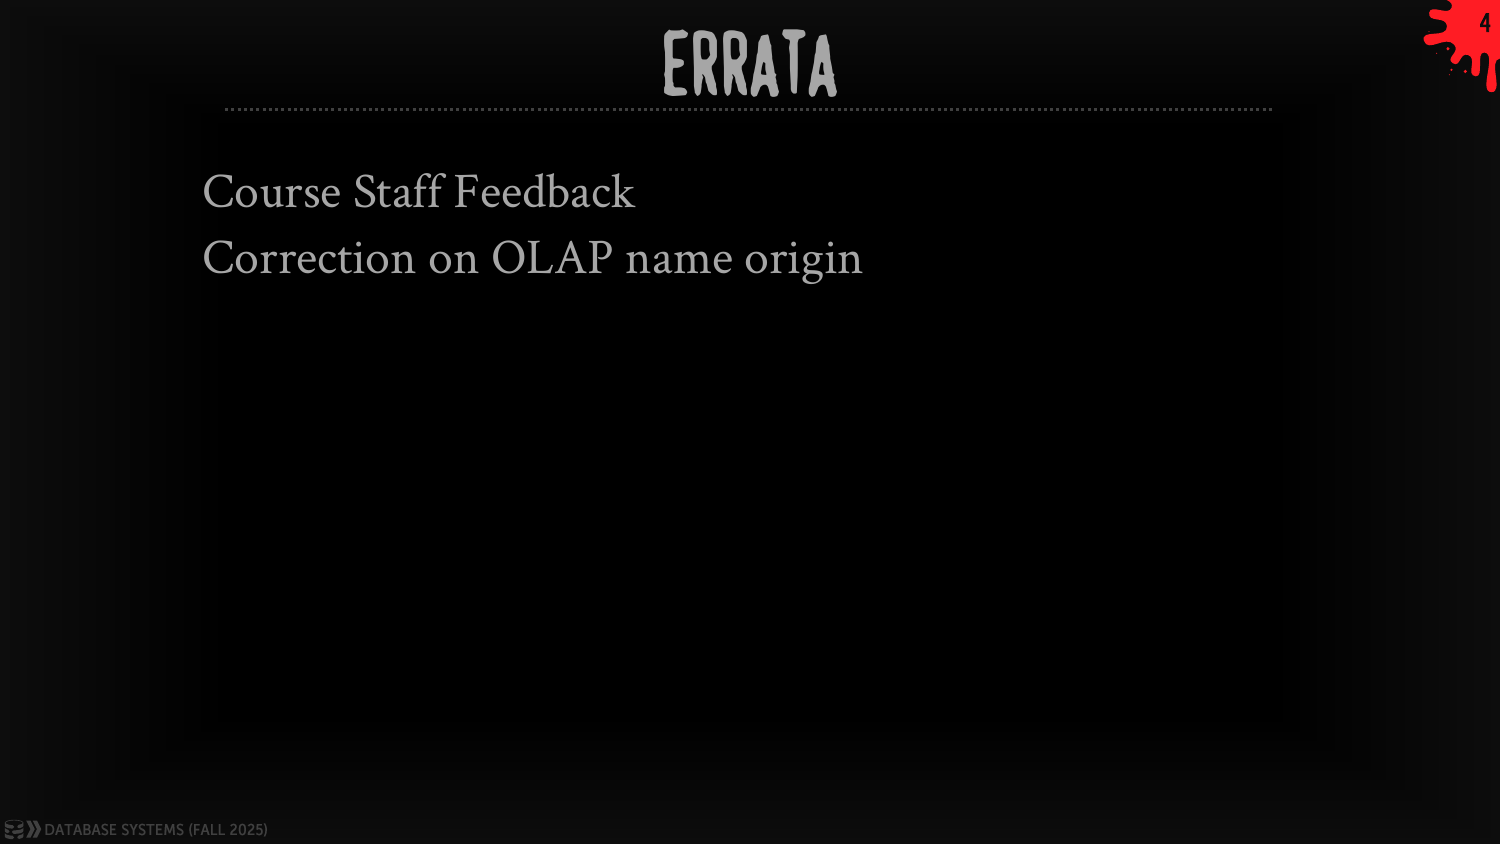 ERRATA
4
Course Staff Feedback
Correction on OLAP name origin
DATABASE SYSTEMS (FALL 2025)